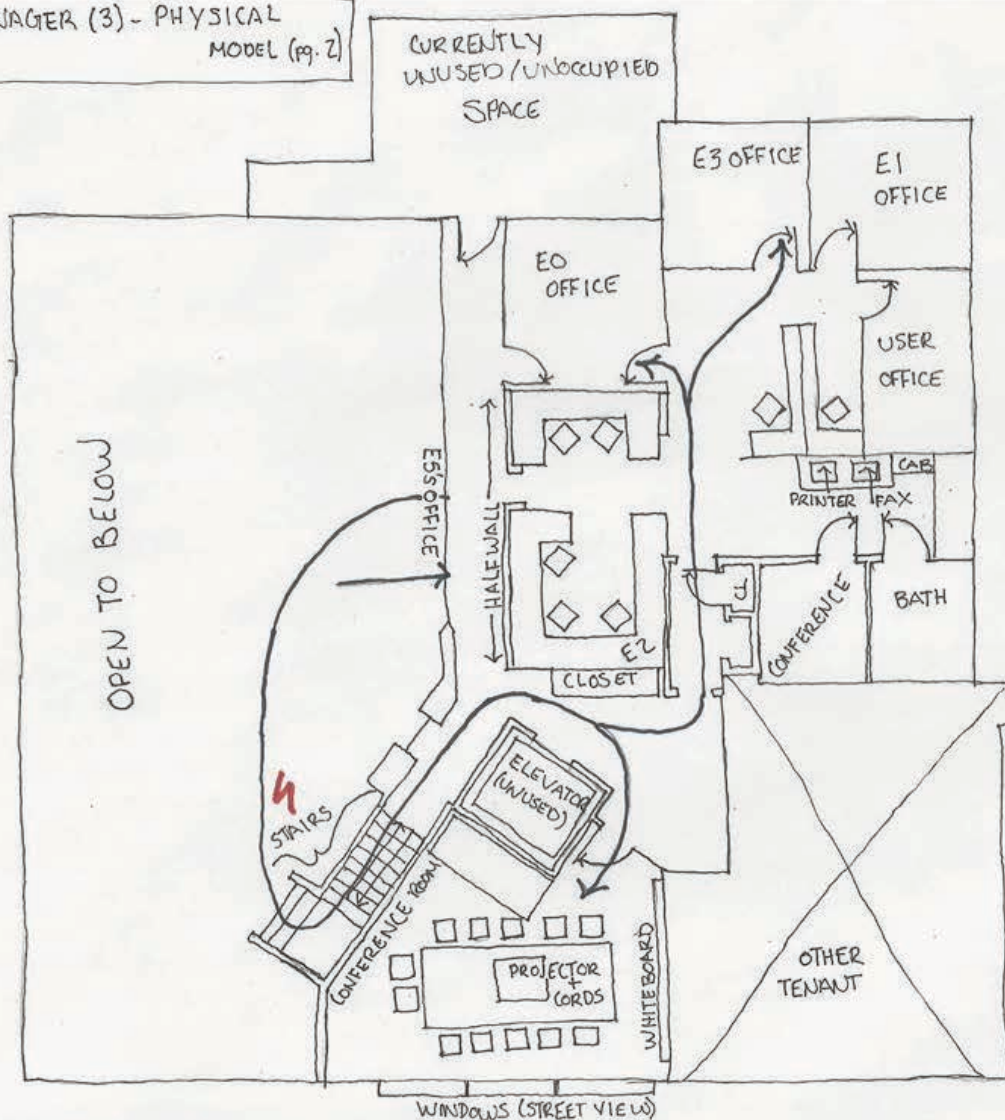 NAGER (3) - PHYSICAL
MODEL (pg. 2)
CURRENTLY
UNUSED/UNOCCUPIED
SPACE
E3 OFFICE
E1
OFFICE
E0
OFFICE
USER
OFFICE
OPEN TO BELOW
E5'S OFFICE
HALFWALL
CAB
PRINTER
FAX
CL
CONFERENCE
BATH
E2
CLOSET
ELEVATOR
(UNUSED)
STAIRS
CONFERENCE ROOM
PROJECTOR
+
CORDS
WHITEBOARD
OTHER
TENANT
WINDOWS (STREET VIEW)